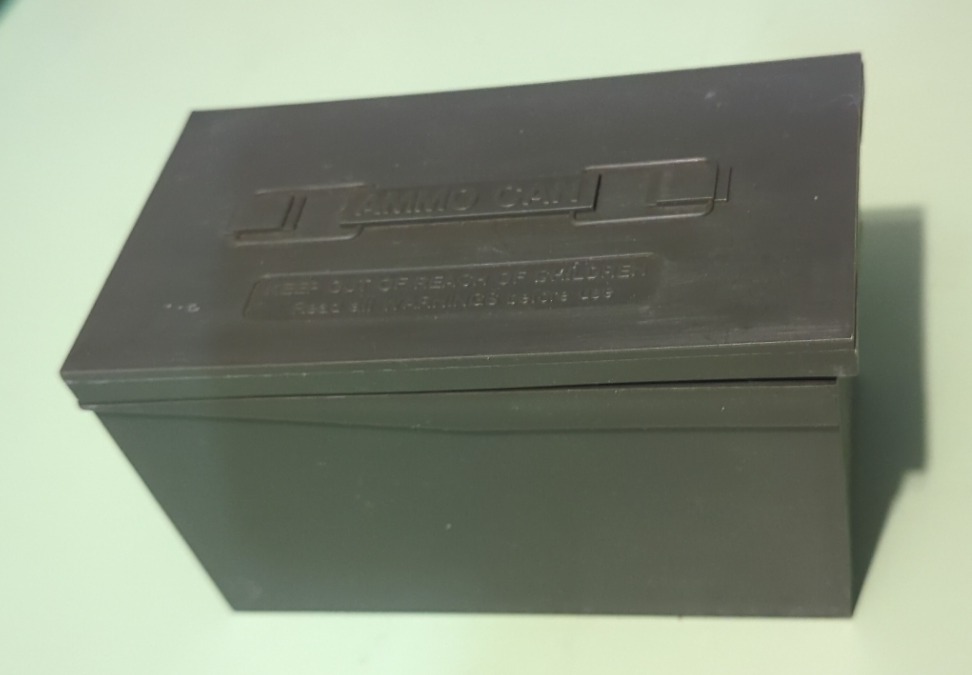 AMMO CAN
KEEP OUT OF REACH OF CHILDREN
Read all WARNINGS before use